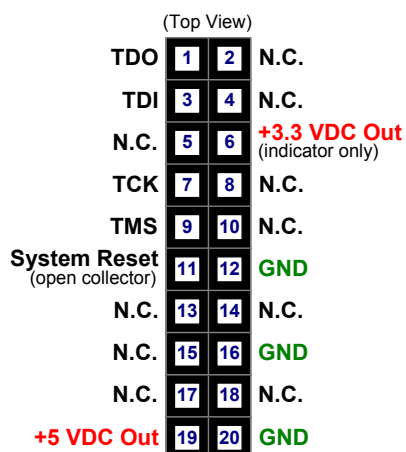 (Top View)
TDO 1 2 N.C.
TDI 3 4 N.C.
N.C. 5 6 +3.3 VDC Out
(indicator only)
TCK 7 8 N.C.
TMS 9 10 N.C.
System Reset 11 12 GND
(open collector)
N.C. 13 14 N.C.
N.C. 15 16 GND
N.C. 17 18 N.C.
+5 VDC Out 19 20 GND